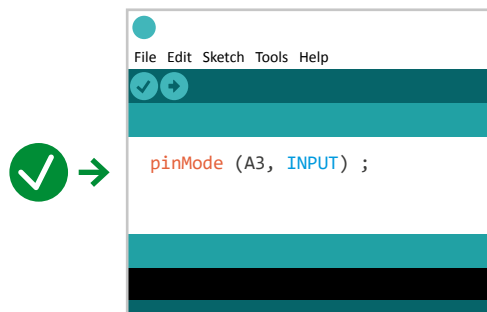 File Edit Sketch Tools Help
pinMode (A3, INPUT) ;